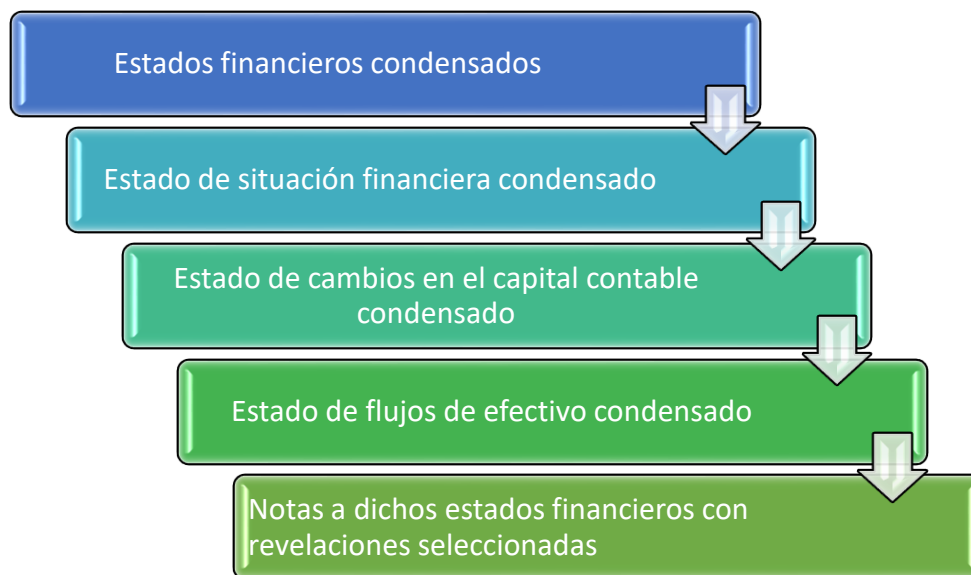 Estados financieros condensados
Estado de situación financiera condensado
Estado de cambios en el capital contable
condensado
Estado de flujos de efectivo condensado
Notas a dichos estados financieros con
revelaciones seleccionadas